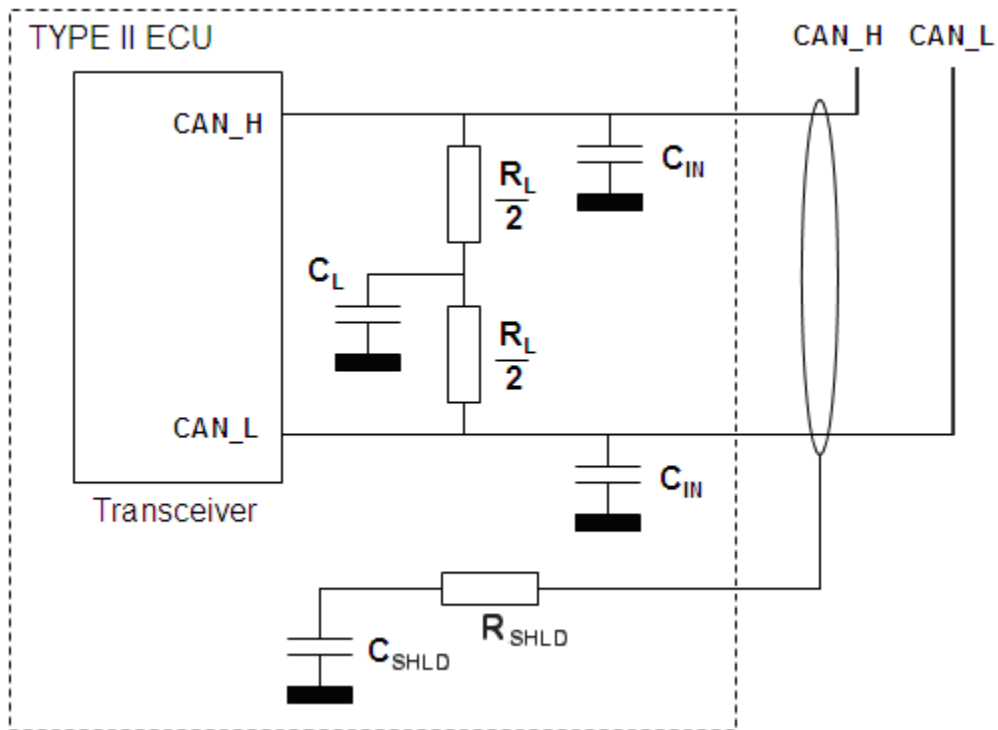 TYPE II ECU
CAN_H CAN_L
CAN_H
C_IN
R_L
2
C_L
R_L
2
CAN_L
C_IN
Transceiver
R_SHLD
C_SHLD